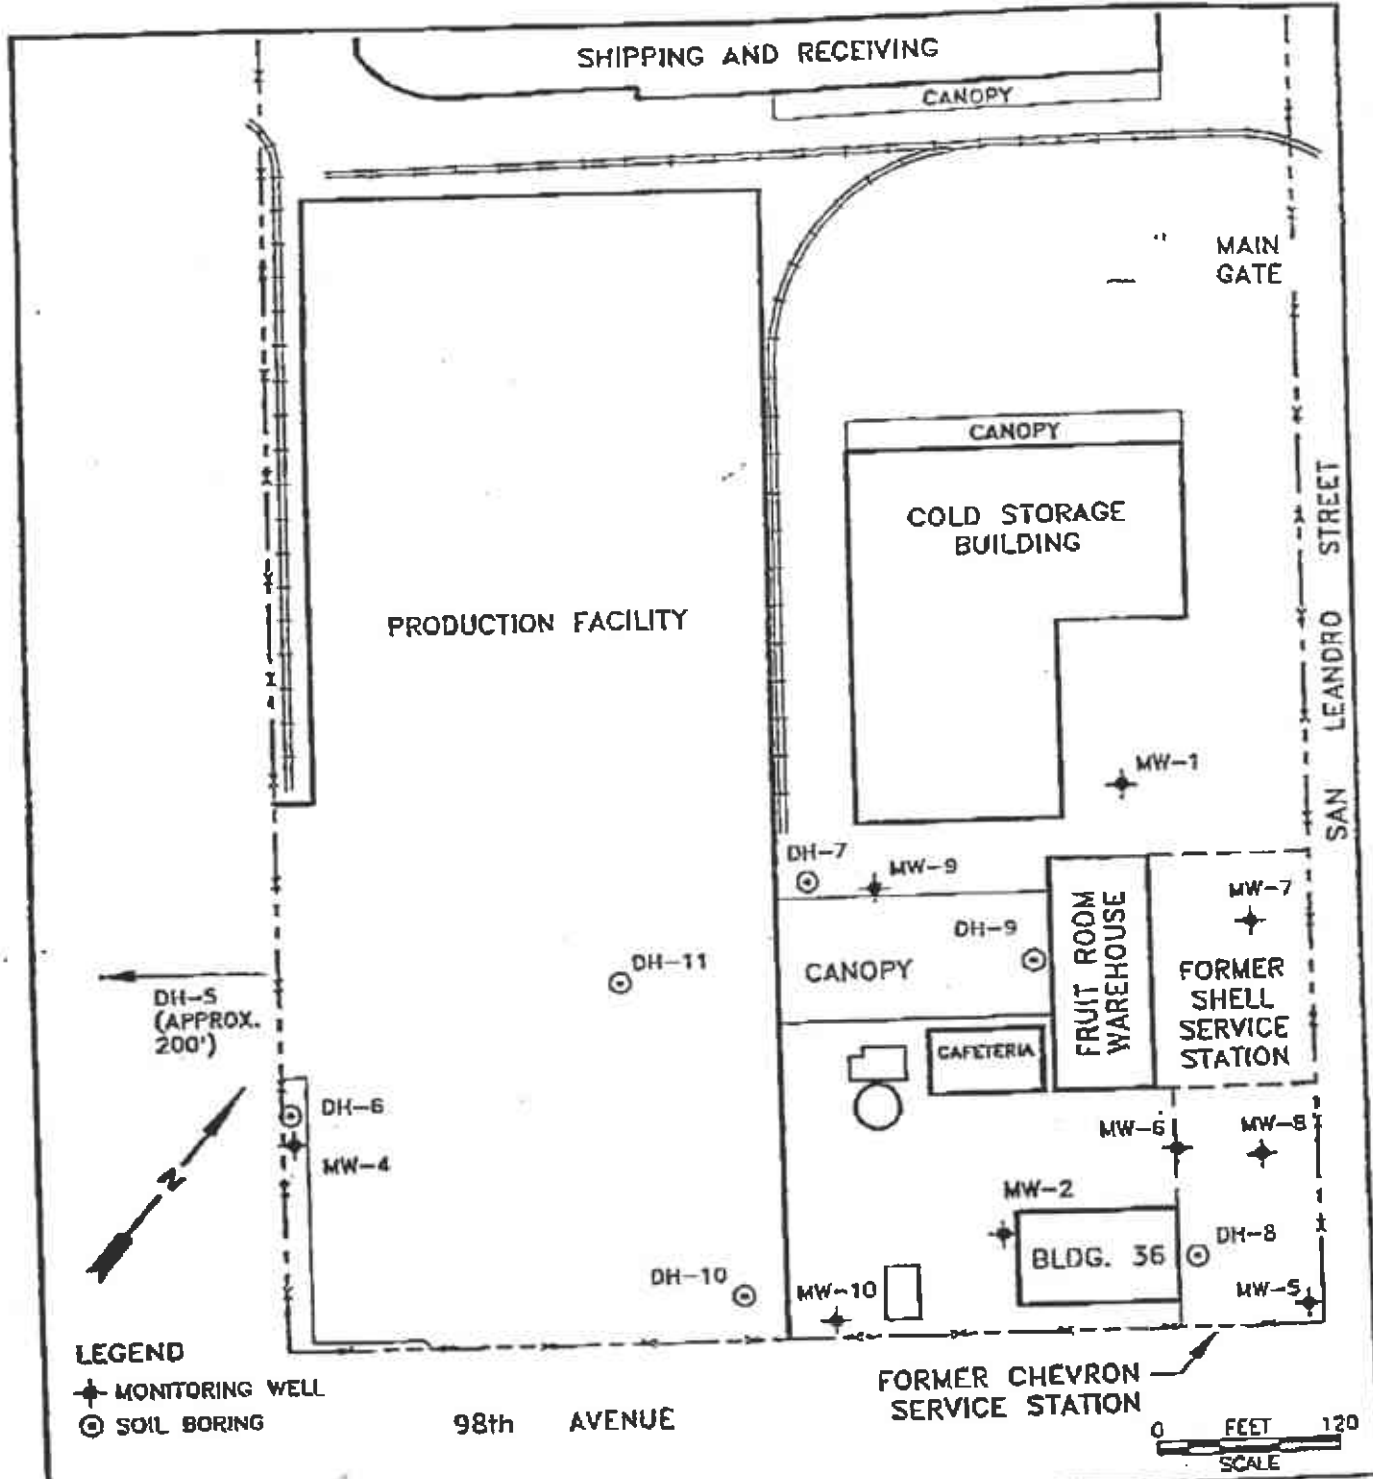 SHIPPING AND RECEIVING
CANOPY
MAIN
GATE
CANOPY
COLD STORAGE
BUILDING
SAN LEANDRO STREET
PRODUCTION FACILITY
MW-1
DH-7
MW-9
MW-7
DH-9
FRUIT ROOM
WAREHOUSE
CANOPY
DH-11
FORMER
SHELL
SERVICE
STATION
DH-5
(APPROX.
200')
CAFETERIA
DH-6
MW-4
N
MW-6
MW-8
MW-2
BLDG. 36
DH-8
DH-10
MW-10
MW-5
LEGEND
MONITORING WELL
SOIL BORING
98th AVENUE
FORMER CHEVRON
SERVICE STATION
0 FEET 120
SCALE